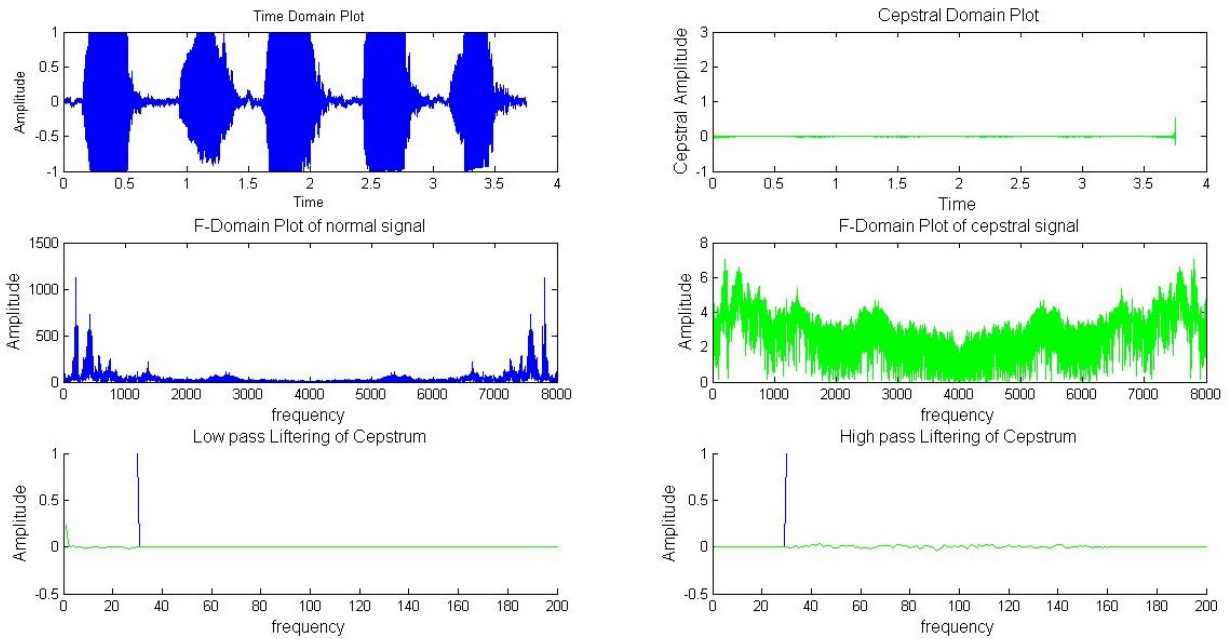 Time Domain Plot
1
0.5
0
-0.5
-1
Amplitude
0 0.5 1 1.5 2 2.5 3 3.5 4
Time
Cepstral Domain Plot
3
2
1
0
-1
Cepstral Amplitude
0 0.5 1 1.5 2 2.5 3 3.5 4
Time
F-Domain Plot of normal signal
1500
1000
500
0
Amplitude
0 1000 2000 3000 4000 5000 6000 7000 8000
frequency
F-Domain Plot of cepstral signal
8
6
4
2
0
Amplitude
0 1000 2000 3000 4000 5000 6000 7000 8000
frequency
Low pass Liftering of Cepstrum
1
0.5
0
-0.5
Amplitude
0 20 40 60 80 100 120 140 160 180 200
frequency
High pass Liftering of Cepstrum
1
0.5
0
-0.5
Amplitude
0 20 40 60 80 100 120 140 160 180 200
frequency